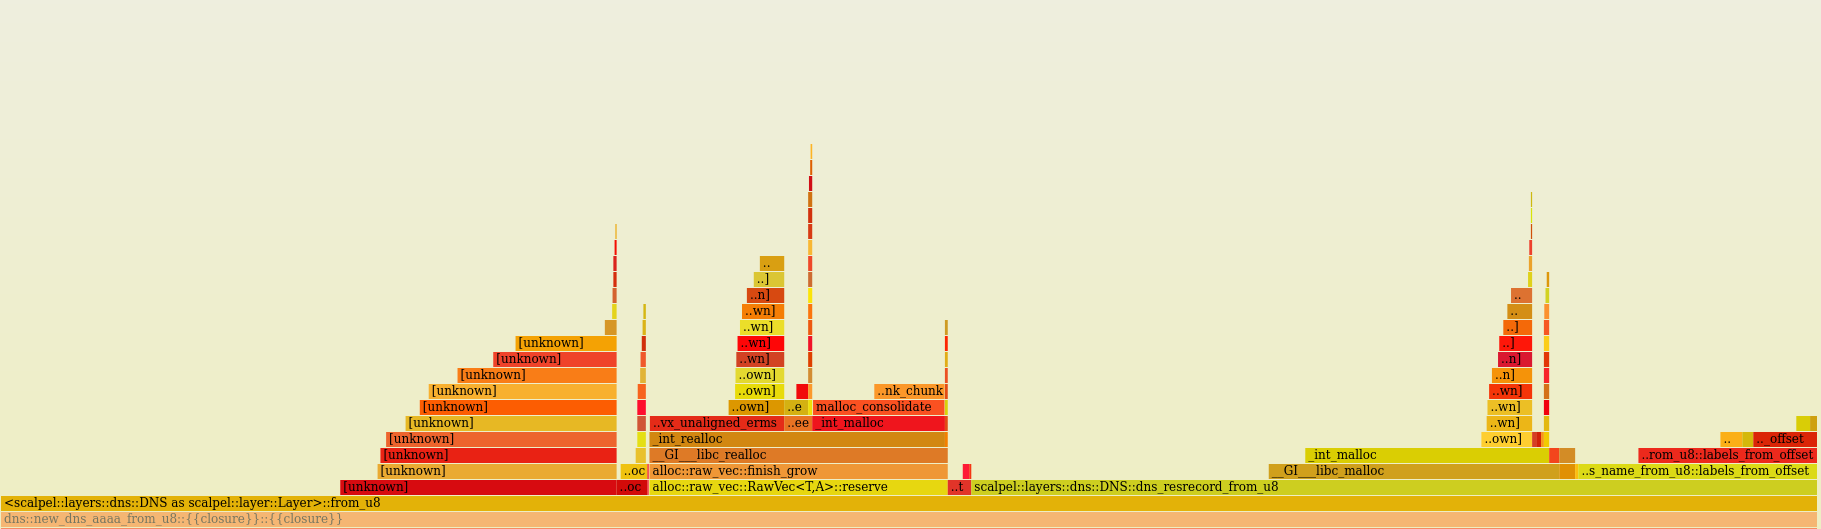 ..
..]
..n]
..
..wn]
..
..wn]
..]
[unknown]
..wn]
..]
[unknown]
..wn]
..n]
[unknown]
..own]
..n]
[unknown]
..own]
..nk_chunk
..wn]
[unknown]
..own]
..e
malloc_consolidate
..wn]
[unknown]
..vx_unaligned_erms
..ee
_int_malloc
..wn]
[unknown]
_int_realloc
..own]
..
.._offset
[unknown]
__GI___libc_realloc
_int_malloc
..rom_u8::labels_from_offset
[unknown]
..oc
alloc::raw_vec::finish_grow
__GI___libc_malloc
..s_name_from_u8::labels_from_offset
[unknown]
..oc
alloc::raw_vec::RawVec<T,A>::reserve
..t
scalpel::layers::dns::DNS::dns_resrecord_from_u8
<scalpel::layers::dns::DNS as scalpel::layer::Layer>::from_u8
dns::new_dns_aaaa_from_u8::{{closure}}::{{closure}}